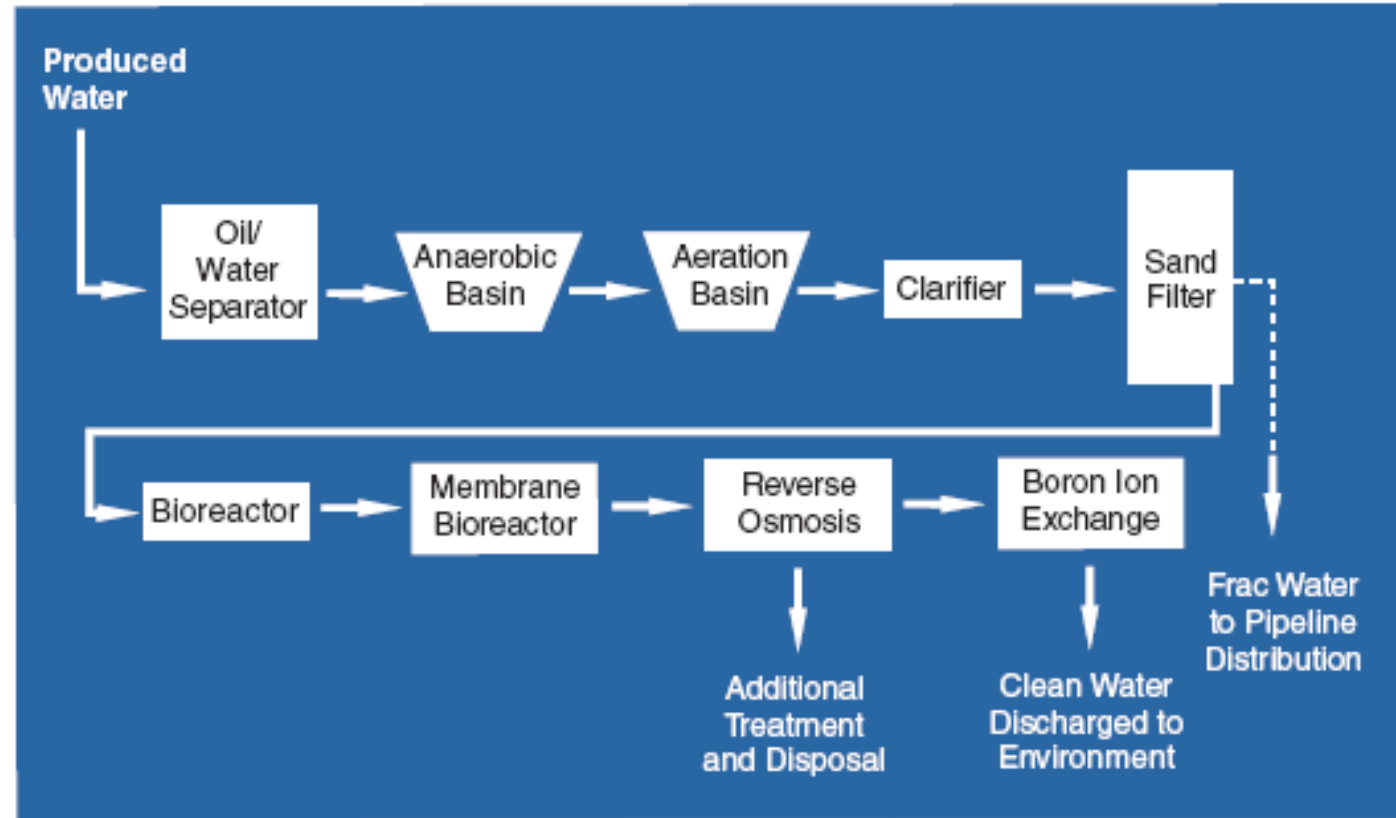 Produced
Water
Oil/
Water
Separator
Anaerobic
Basin
Aeration
Basin
Clarifier
Sand
Filter
Bioreactor
Membrane
Bioreactor
Reverse
Osmosis
Boron Ion
Exchange
Frac Water
to Pipeline
Distribution
Additional
Treatment
and Disposal
Clean Water
Discharged to
Environment